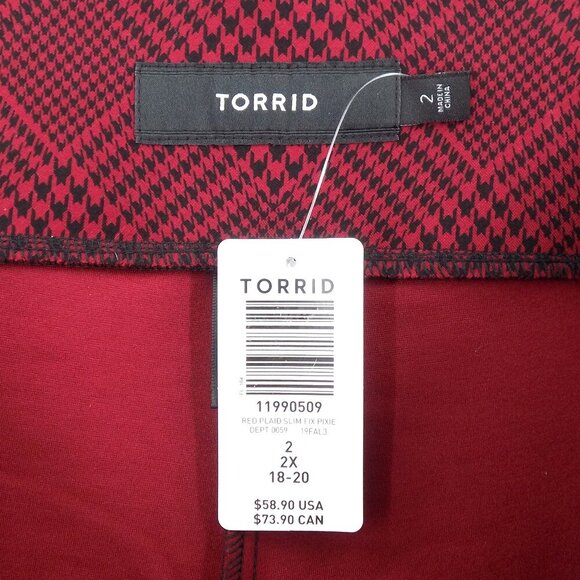 TORRID
2
MADE IN
CHINA
TORRID
11990509
RED PLAID SLIM FIX PIXIE
DEPT 0059 19FAL3
2
2X
18-20
$58.90 USA
$73.90 CAN